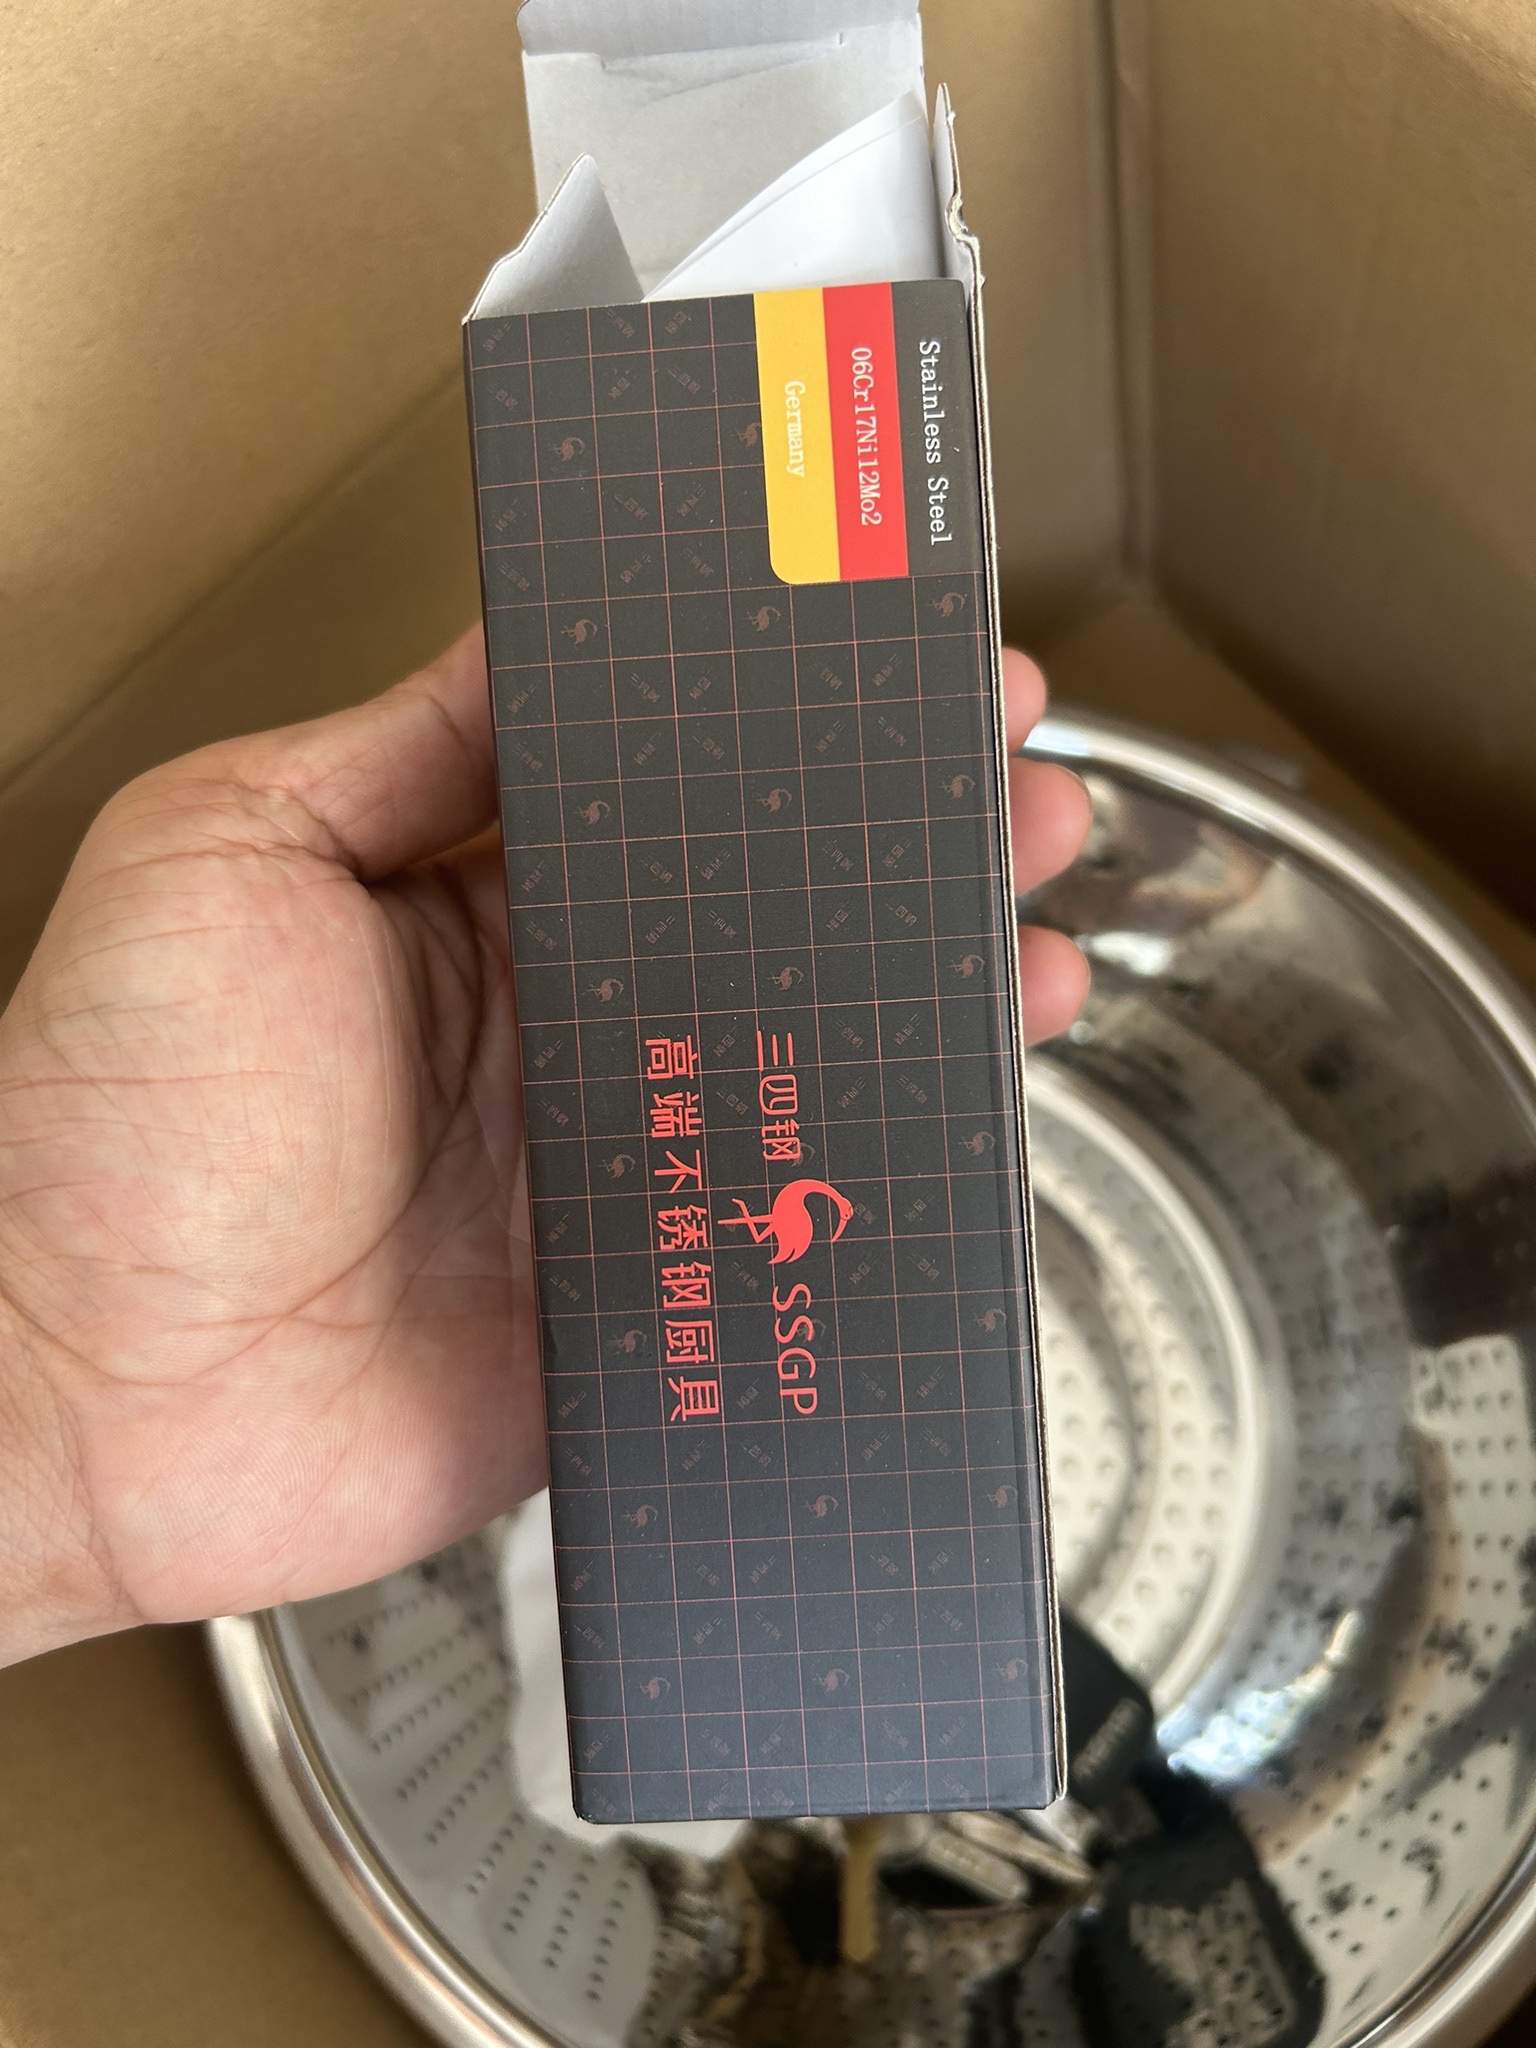 Stainless Steel
06Cr17Ni12Mo2
Germany
三四钢 SSGP
高端不锈钢厨具